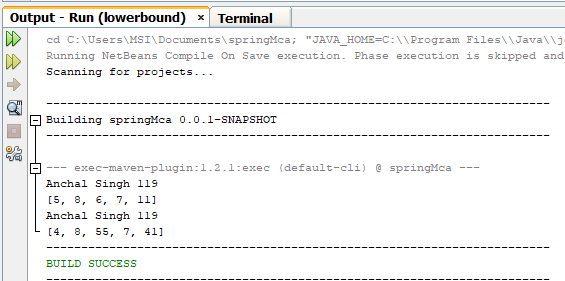 Output - Run (lowerbound) × Terminal
cd C:\Users\MSI\Documents\springMca; "JAVA_HOME=C:\\Program Files\\Java\\
Running NetBeans Compile On Save execution. Phase execution is skipped and
Scanning for projects...
------------------------------------------------------------------------
Building springMca 0.0.1-SNAPSHOT
------------------------------------------------------------------------
--- exec-maven-plugin:1.2.1:exec (default-cli) @ springMca ---
Anchal Singh 119
[5, 8, 6, 7, 11]
Anchal Singh 119
[4, 8, 55, 7, 41]
------------------------------------------------------------------------
BUILD SUCCESS
------------------------------------------------------------------------